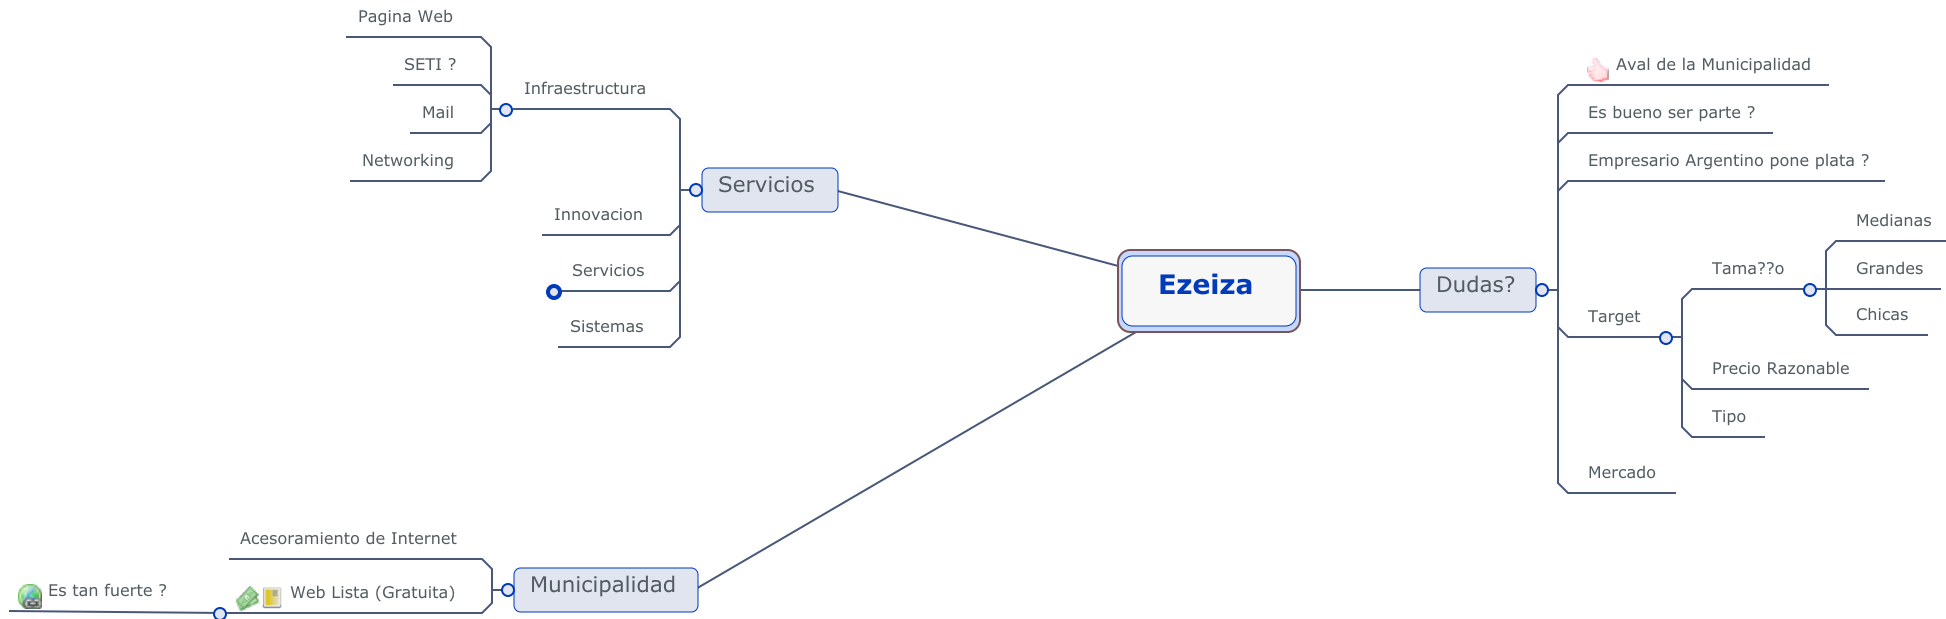 Ezeiza
Servicios
Infraestructura
Pagina Web
SETI ?
Mail
Networking
Innovacion
Servicios
Sistemas
Municipalidad
Acesoramiento de Internet
Web Lista (Gratuita)
Es tan fuerte ?
Dudas?
Aval de la Municipalidad
Es bueno ser parte ?
Empresario Argentino pone plata ?
Target
Tama??o
Medianas
Grandes
Chicas
Precio Razonable
Tipo
Mercado